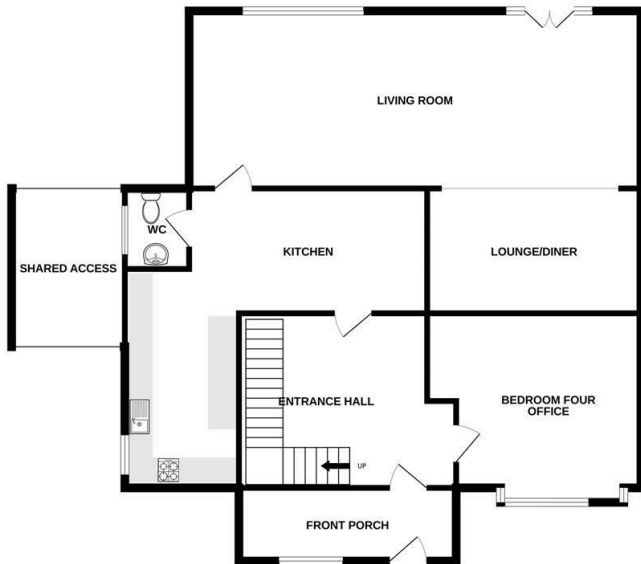 LIVING ROOM
WC
KITCHEN
LOUNGE/DINER
SHARED ACCESS
ENTRANCE HALL
BEDROOM FOUR
OFFICE
UP
FRONT PORCH